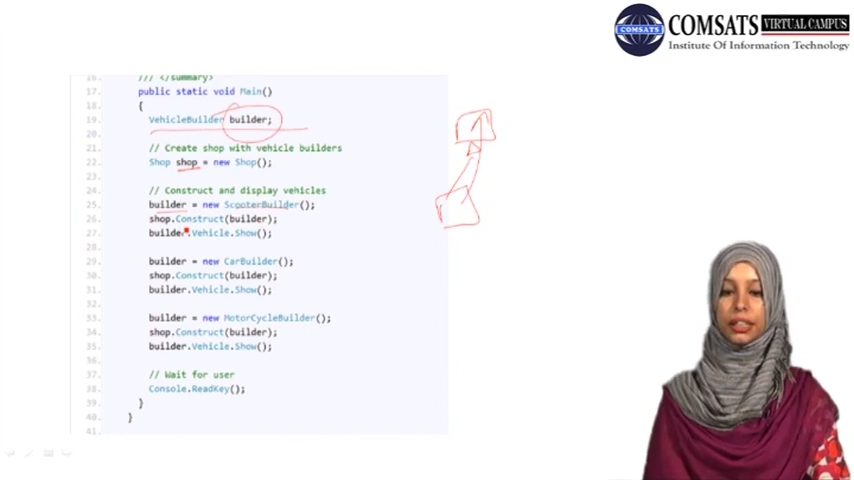 COMSATS
COMSATS VIRTUAL CAMPUS
Institute Of Information Technology
16. /// </summary>
17. public static void Main()
18. {
19. VehicleBuilder builder;
20.
21. // Create shop with vehicle builders
22. Shop shop = new Shop();
23.
24. // Construct and display vehicles
25. builder = new ScooterBuilder();
26. shop.Construct(builder);
27. builder.Vehicle.Show();
28.
29. builder = new CarBuilder();
30. shop.Construct(builder);
31. builder.Vehicle.Show();
32.
33. builder = new MotorCycleBuilder();
34. shop.Construct(builder);
35. builder.Vehicle.Show();
36.
37. // Wait for user
38. Console.ReadKey();
39. }
40. }
41.